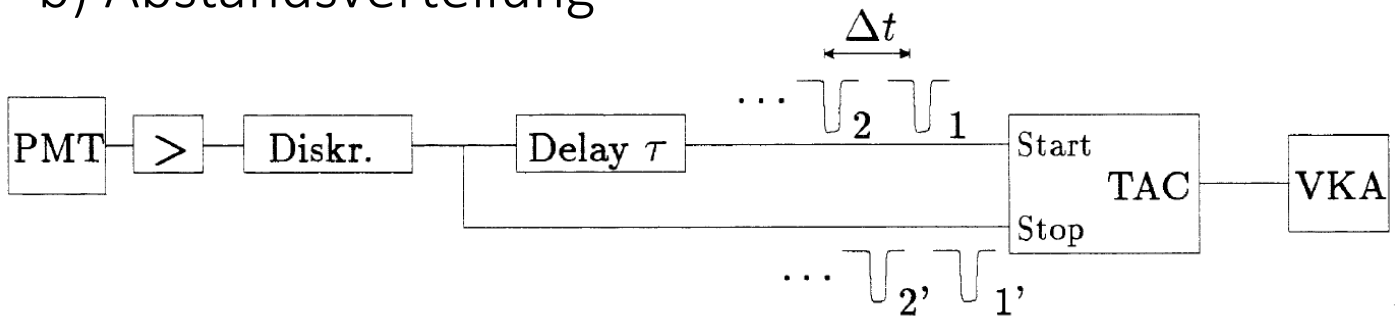 b) Abstandsverteilung
Δt
... 2 1
PMT > Diskr. Delay τ Start TAC VKA
Stop
... 2' 1'